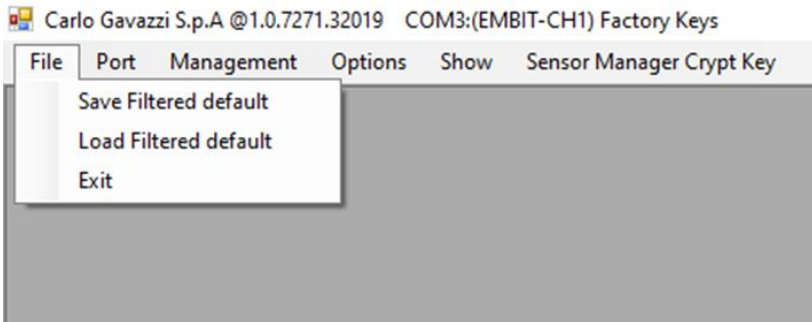 Carlo Gavazzi S.p.A @1.0.7271.32019 COM3:(EMBIT-CH1) Factory Keys
File Port Management Options Show Sensor Manager Crypt Key
Save Filtered default
Load Filtered default
Exit